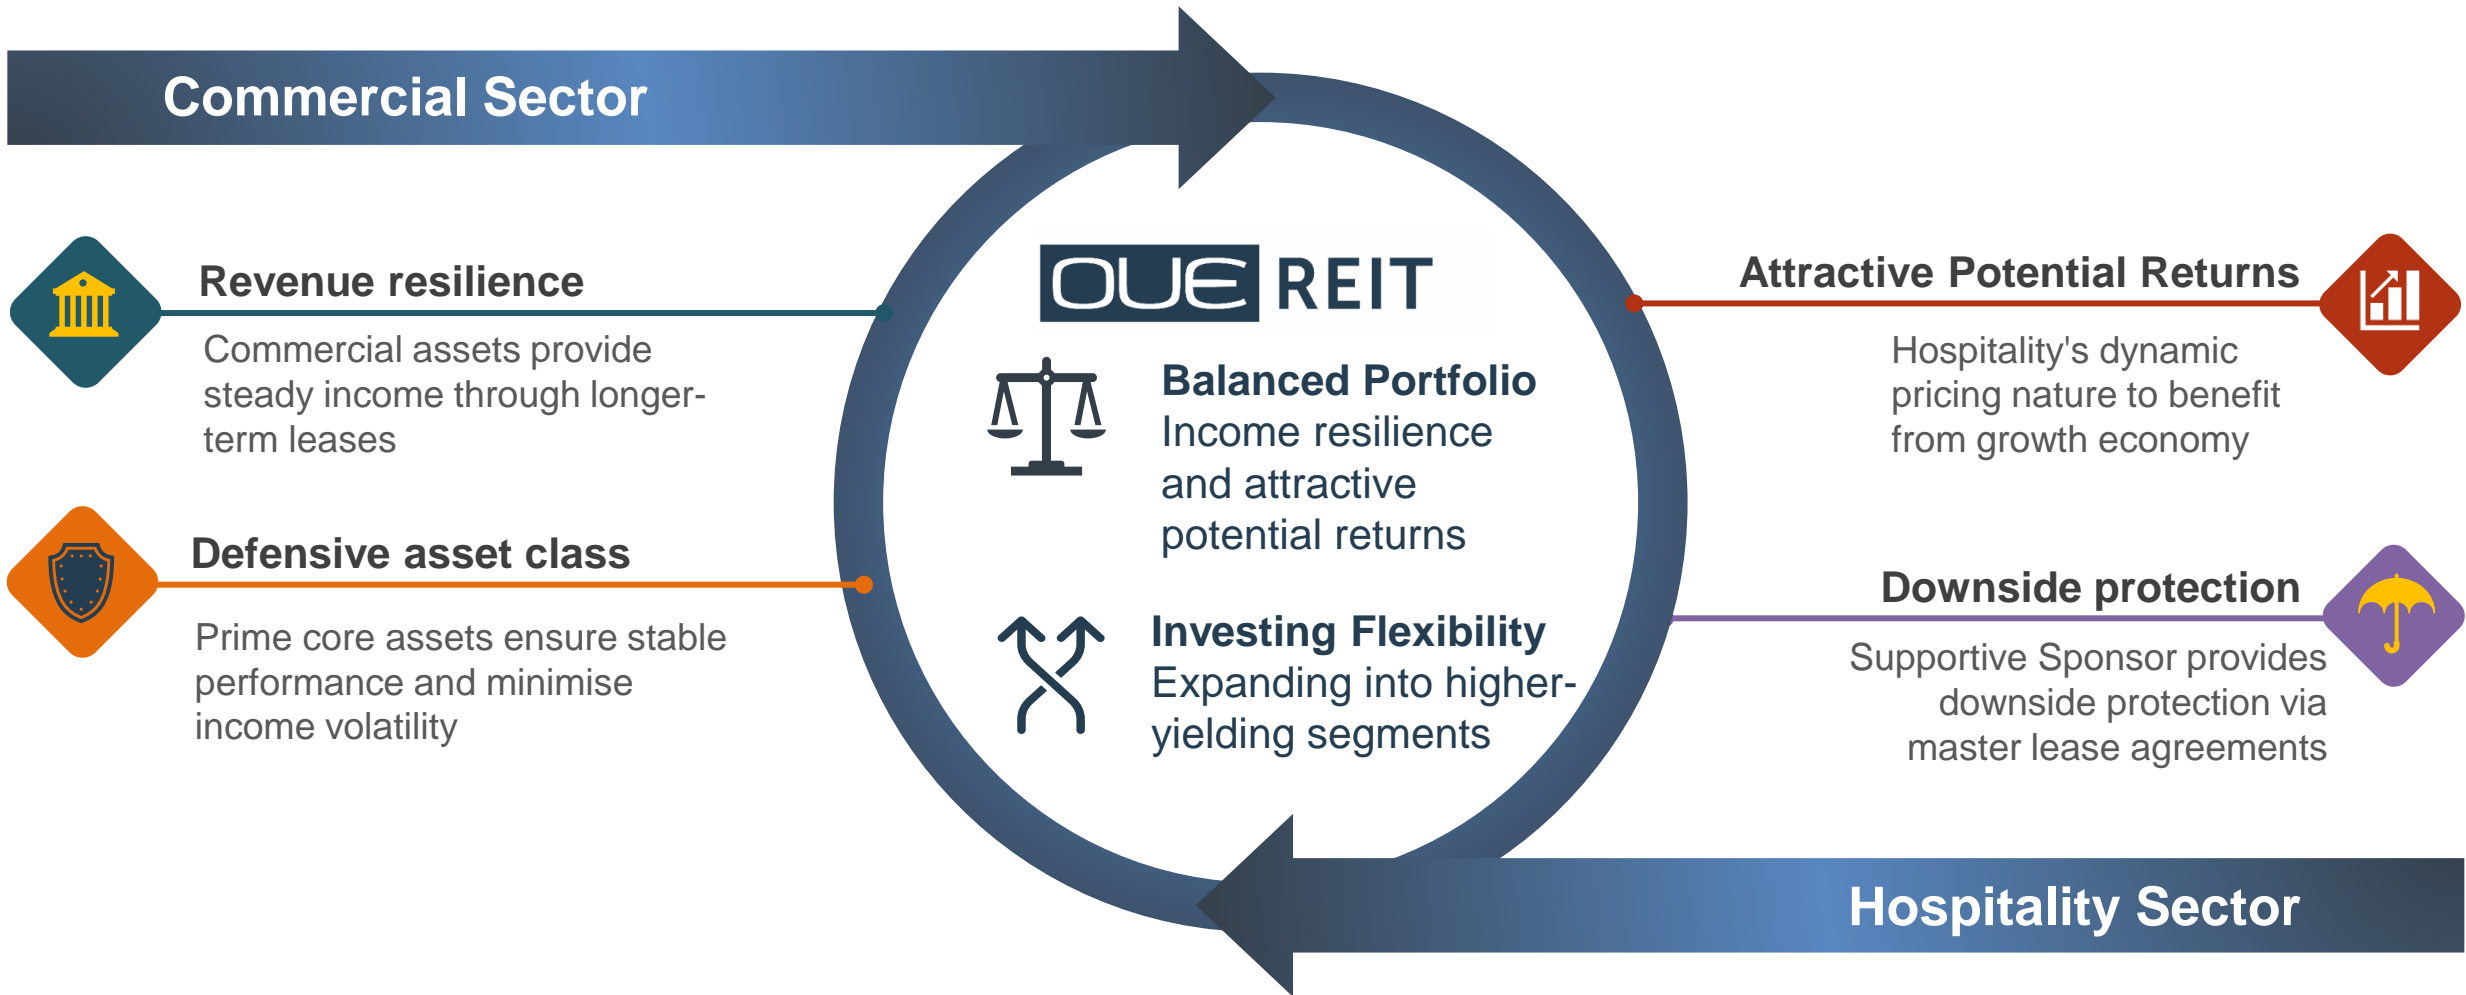 Commercial Sector
Revenue resilience
Commercial assets provide
steady income through longer-
term leases
Defensive asset class
Prime core assets ensure stable
performance and minimise
income volatility
OUE REIT
Balanced Portfolio
Income resilience
and attractive
potential returns
Investing Flexibility
Expanding into higher-
yielding segments
Attractive Potential Returns
Hospitality's dynamic
pricing nature to benefit
from growth economy
Downside protection
Supportive Sponsor provides
downside protection via
master lease agreements
Hospitality Sector